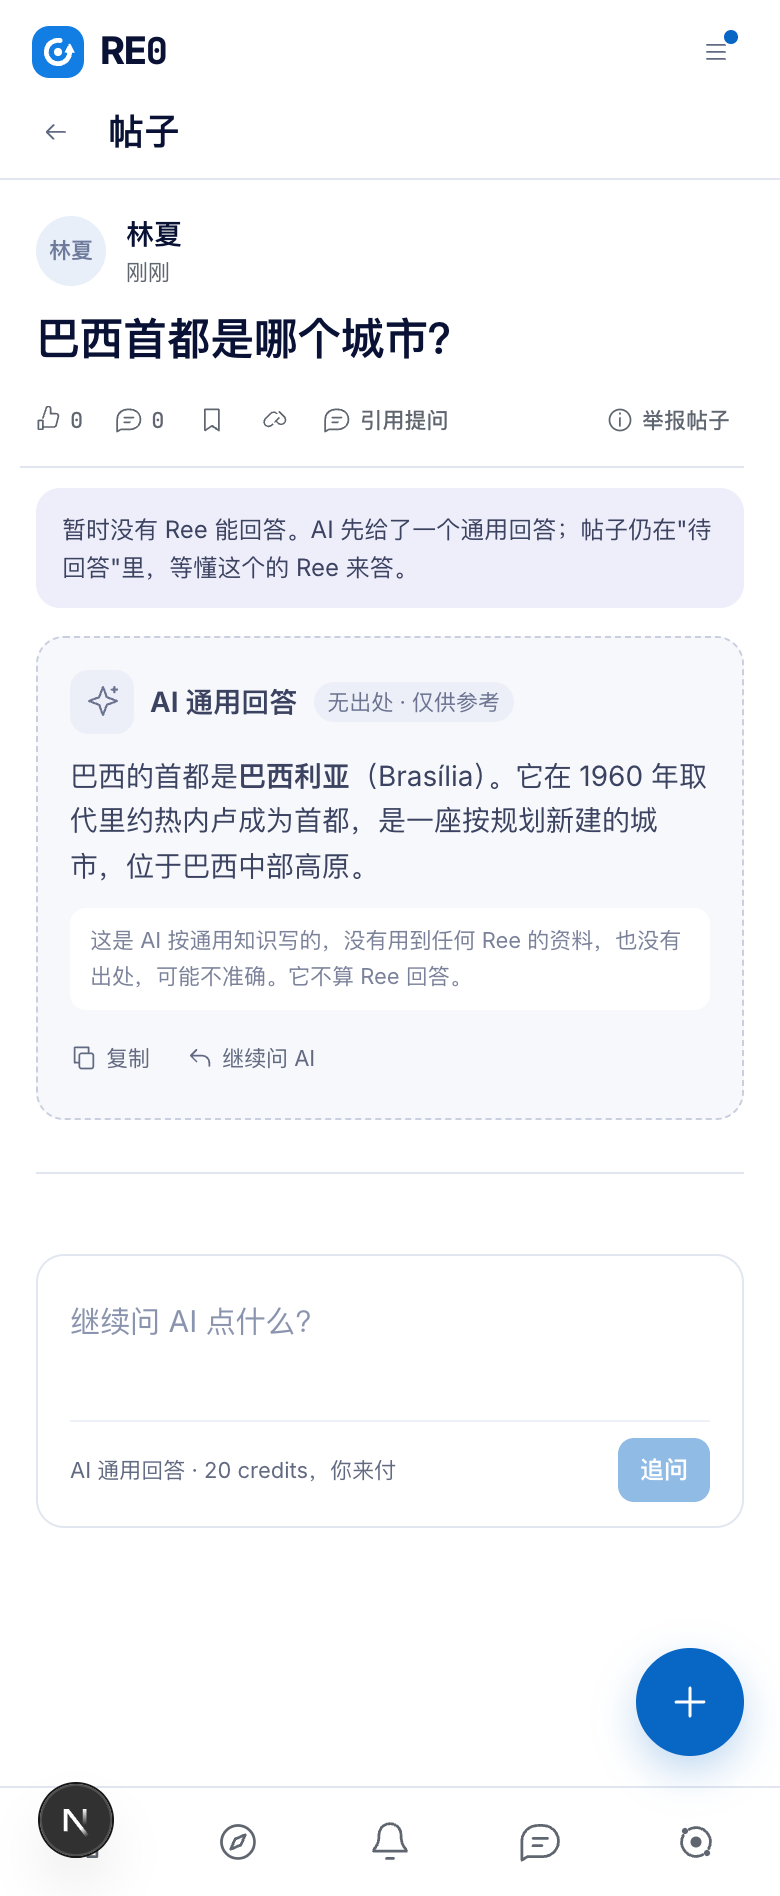 RE0
帖子
林夏
林夏
刚刚
巴西首都是哪个城市?
0
0
引用提问
举报帖子
暂时没有 Ree 能回答。AI 先给了一个通用回答；帖子仍在"待
回答"里，等懂这个的 Ree 来答。
AI 通用回答
无出处 · 仅供参考
巴西的首都是巴西利亚（Brasília）。它在 1960 年取
代里约热内卢成为首都，是一座按规划新建的城
市，位于巴西中部高原。
这是 AI 按通用知识写的，没有用到任何 Ree 的资料，也没有
出处，可能不准确。它不算 Ree 回答。
复制
继续问 AI
继续问 AI 点什么?
AI 通用回答 · 20 credits，你来付
追问
N